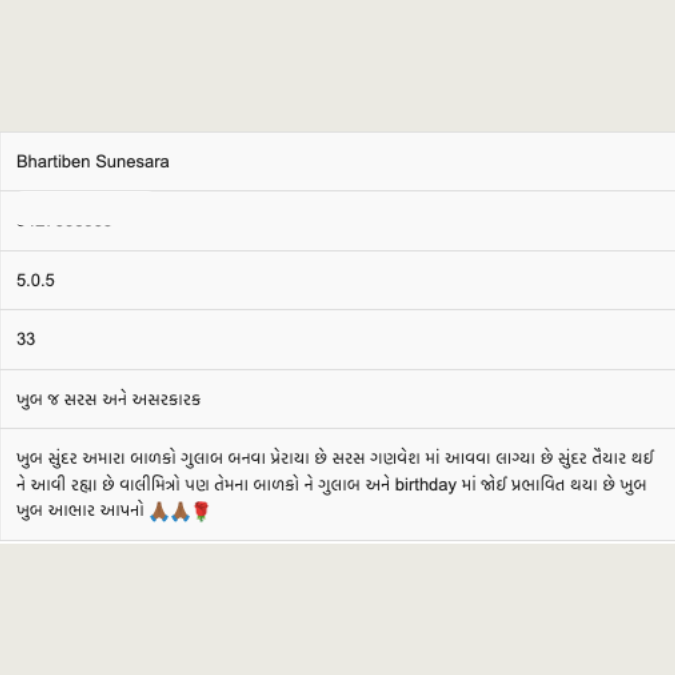 Bhartiben Sunesara
5.0.5
33
ખુબ જ સરસ અને અસરકારક
ખુબ સુંદર અમારા બાળકો ગુલાબ બનવા પ્રેરાયા છે સરસ ગણવેશ માં આવવા લાગ્યા છે સુંદર તૈયાર થઈ
ને આવી રહ્યા છે વાલીમિત્રો પણ તેમના બાળકો ને ગુલાબ અને birthday માં જોઈ પ્રભાવિત થયા છે ખુબ
ખુબ આભાર આપનો 🙏🏾🙏🏾🌹